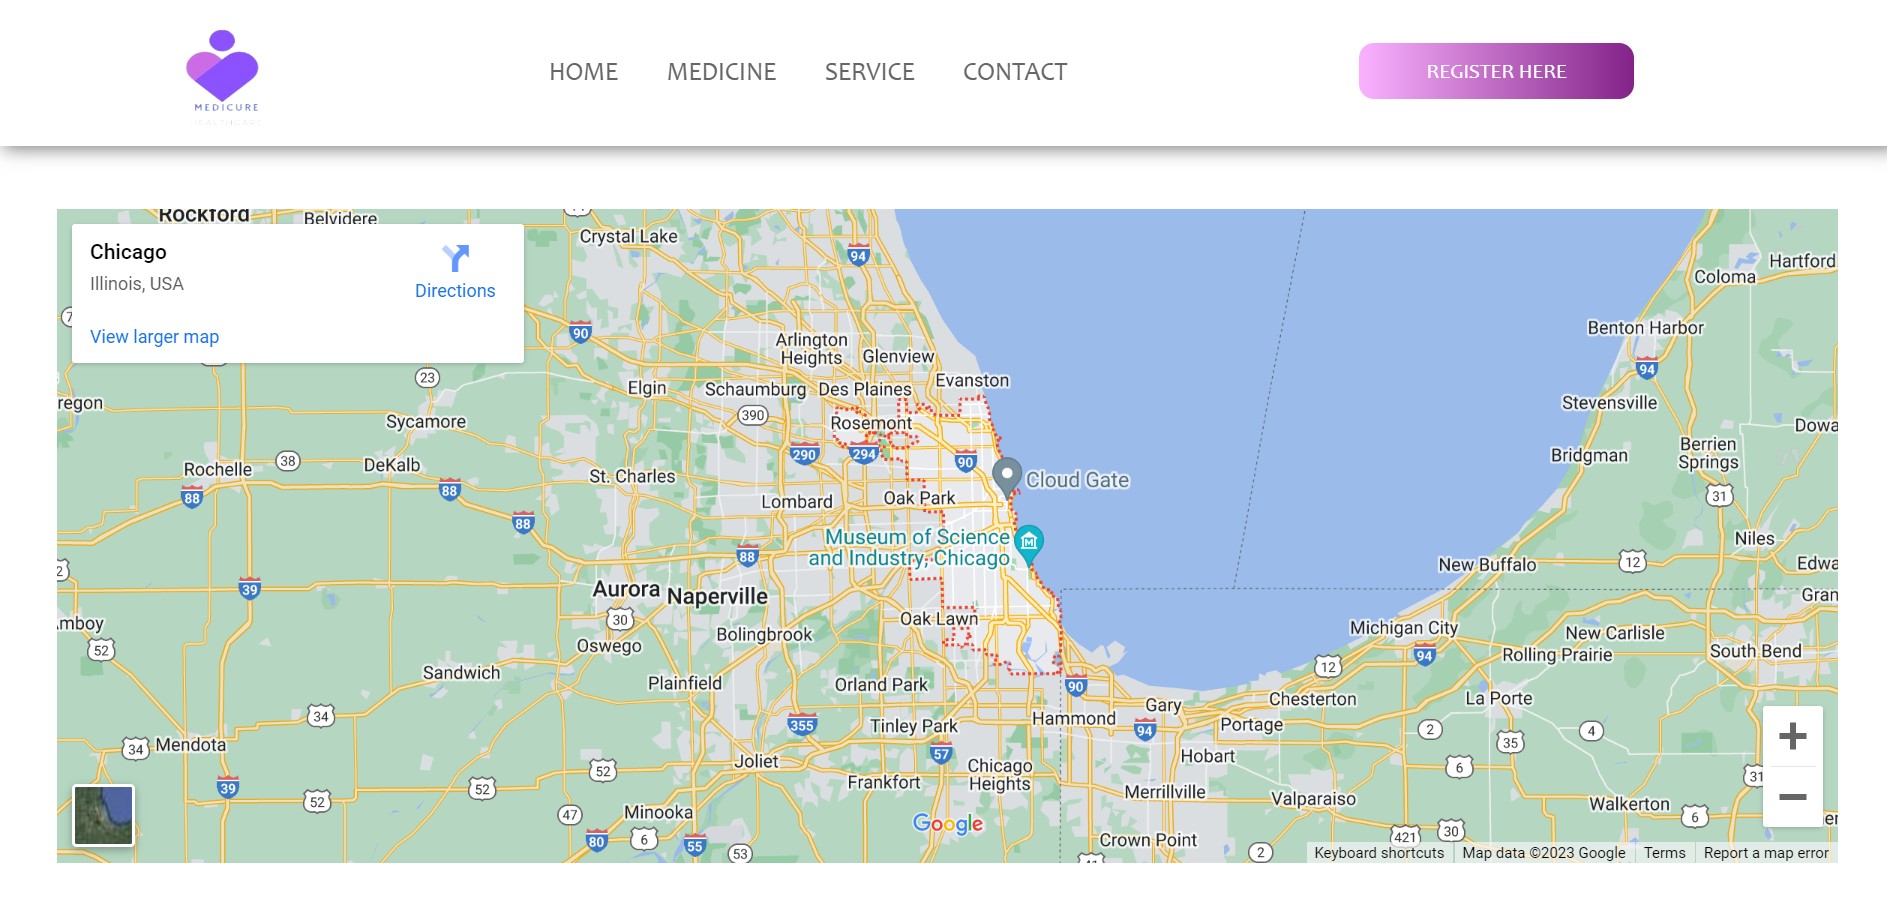 MEDICURE
HOME
MEDICINE
SERVICE
CONTACT
REGISTER HERE
Rockford
Belvidere
Crystal Lake
94
Hartford
Coloma
Chicago
Illinois, USA
Directions
View larger map
90
Benton Harbor
Arlington
Heights
Glenview
94
23
Elgin
Schaumburg
Des Plaines
Evanston
regon
390
Stevensville
Sycamore
Rosemont
Dowa
Berrien
Springs
290
294
90
Bridgman
Rochelle
38
DeKalb
St. Charles
Cloud Gate
88
88
Lombard
Oak Park
31
88
Museum of Science
and Industry, Chicago
Niles
88
New Buffalo
12
Edwa
2
39
Aurora
Naperville
Gran
Amboy
30
Oak Lawn
Michigan City
New Carlisle
52
Bolingbrook
Oswego
94
Rolling Prairie
South Bend
Sandwich
12
Plainfield
Orland Park
90
Chesterton
La Porte
34
355
Tinley Park
Hammond
Gary
Portage
94
2
4
34
Mendota
57
35
Hobart
Joliet
Chicago
Heights
52
6
31
39
52
52
Frankfort
Merrillville
Valparaiso
Walkerton
47
Minooka
Google
6
80
6
55
53
Crown Point
2
421
30
Keyboard shortcuts
Map data ©2023 Google
Terms
Report a map error